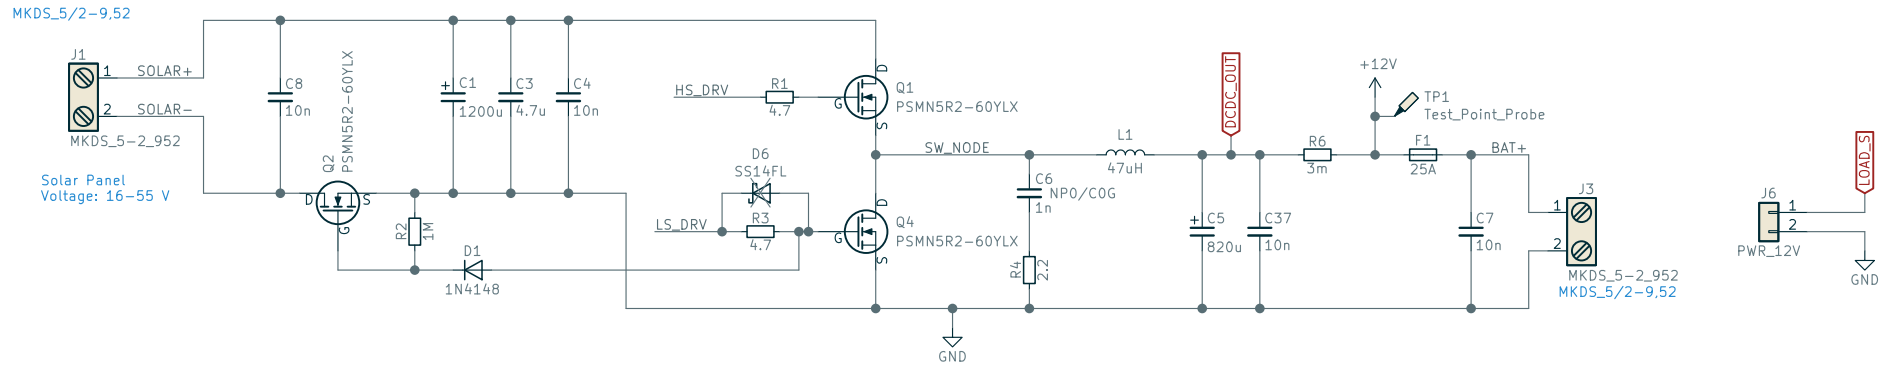 MKDS_5/2-9,52
J1
1
SOLAR+
2
SOLAR-
MKDS_5-2_952
Solar Panel
Voltage: 16-55 V
C8
10n
Q2
PSMN5R2-60YLX
D
S
G
R2
1M
D1
1N4148
+
C1
1200u
C3
4.7u
C4
10n
HS_DRV
R1
4.7
D
G
S
Q1
PSMN5R2-60YLX
D6
SS14FL
LS_DRV
R3
4.7
D
G
S
Q4
PSMN5R2-60YLX
GND
SW_NODE
C6
NP0/C0G
1n
R4
2.2
L1
47uH
DCDC_OUT
+
C5
820u
C37
10n
R6
3m
+12V
TP1
Test_Point_Probe
F1
25A
BAT+
C7
10n
J3
1
2
MKDS_5-2_952
MKDS_5/2-9,52
LOAD_S
J6
1
2
PWR_12V
GND